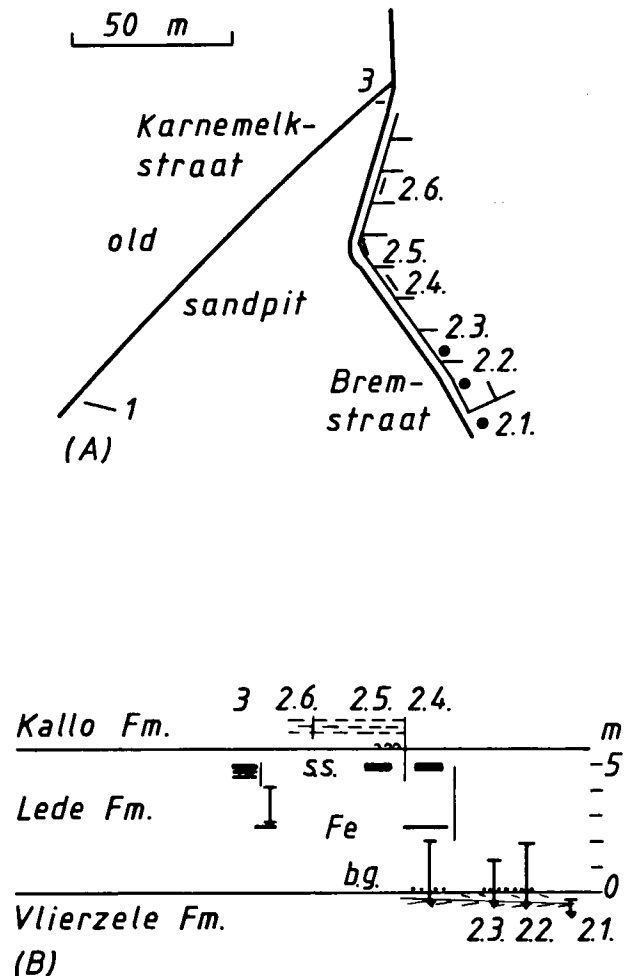 50 m
3
Karnemelk-
straat
2.6.
old
2.5.
sandpit
2.4.
2.3.
2.2.
Brem-
straat
1
2.1.
(A)
3 2.6. 2.5. 2.4.
Kallo Fm. m
s.s. 5
Lede Fm.
Fe
b.g. 0
Vlierzele Fm. 2.3. 2.2. 2.1.
(B)